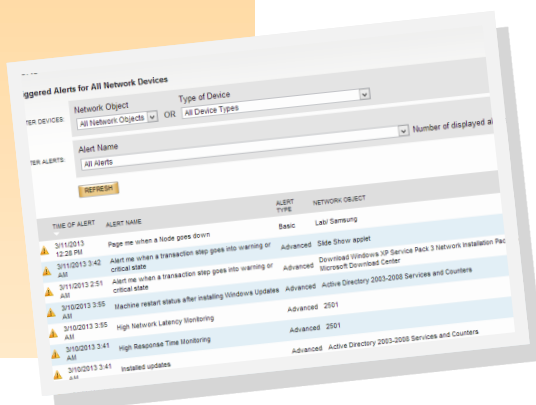 iggered Alerts for All Network Devices
TER DEVICES:
Network Object
All Network Objects
OR
Type of Device
All Device Types
TER ALERTS:
Alert Name
All Alerts
Number of displayed al
REFRESH
TIME OF ALERT ALERT NAME ALERT TYPE NETWORK OBJECT
3/11/2013 12:28 PM Page me when a Node goes down Basic Lab/ Samsung
3/11/2013 3:42 AM Alert me when a transaction step goes into warning or critical state Advanced Slide Show applet
3/11/2013 2:51 AM Alert me when a transaction step goes into warning or critical state Advanced Download Windows XP Service Pack 3 Network Installation Pac Microsoft Download Center
3/10/2013 3:55 AM Machine restart status after installing Windows Updates Advanced Active Directory 2003-2008 Services and Counters
3/10/2013 3:55 AM High Network Latency Monitoring Advanced 2501
3/10/2013 3:41 AM High Response Time Monitoring Advanced 2501
3/10/2013 3:41 AM Installed updates Advanced Active Directory 2003-2008 Services and Counters